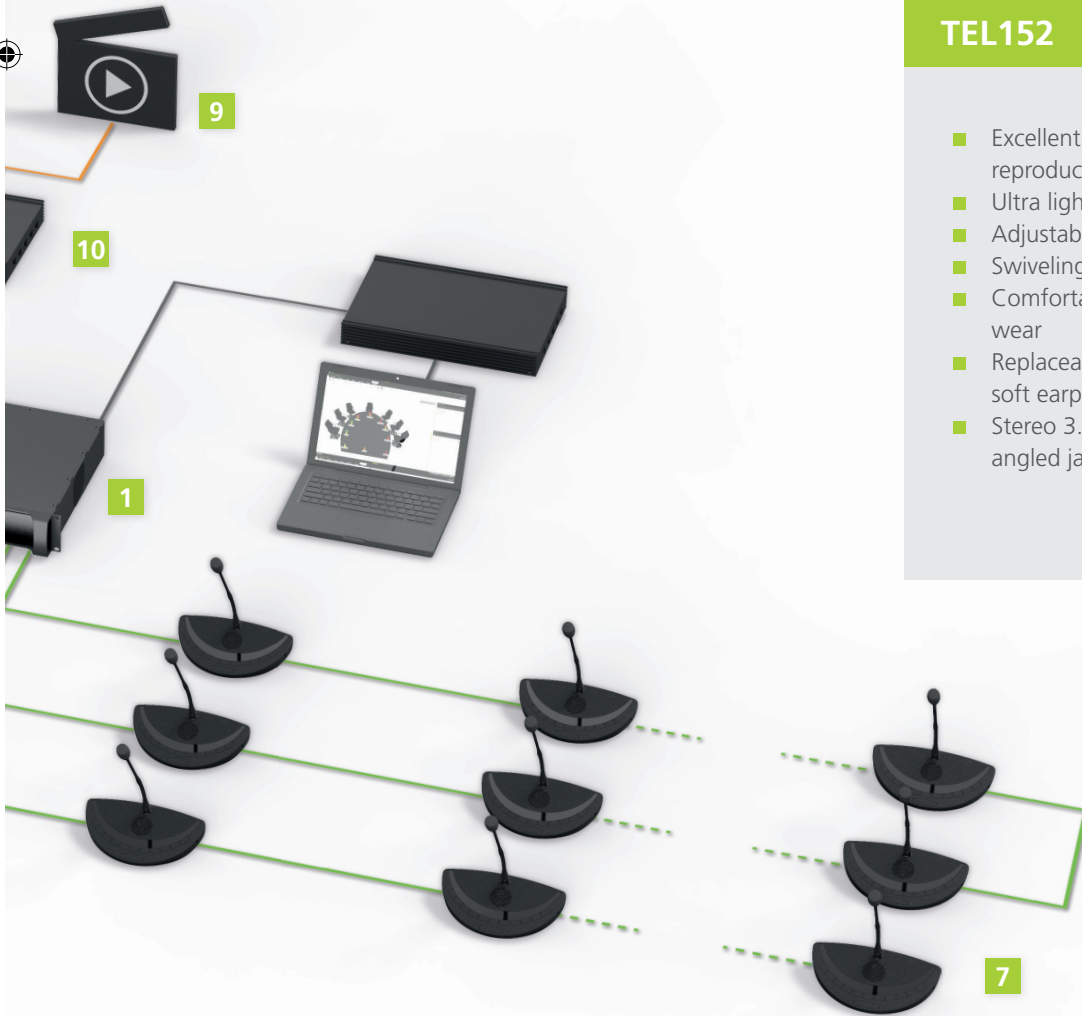 TEL152
Excellent
reproduc
Ultra ligh
Adjustab
Swiveling
Comforta
wear
Replacea
soft earp
Stereo 3.
angled ja
9
10
1
7